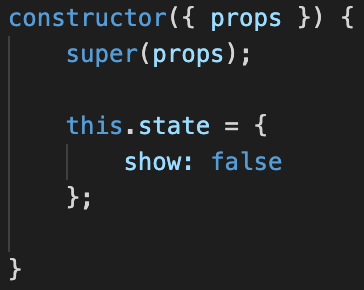 constructor({ props }) {
    super(props);
    this.state = {
        show: false
    };
}